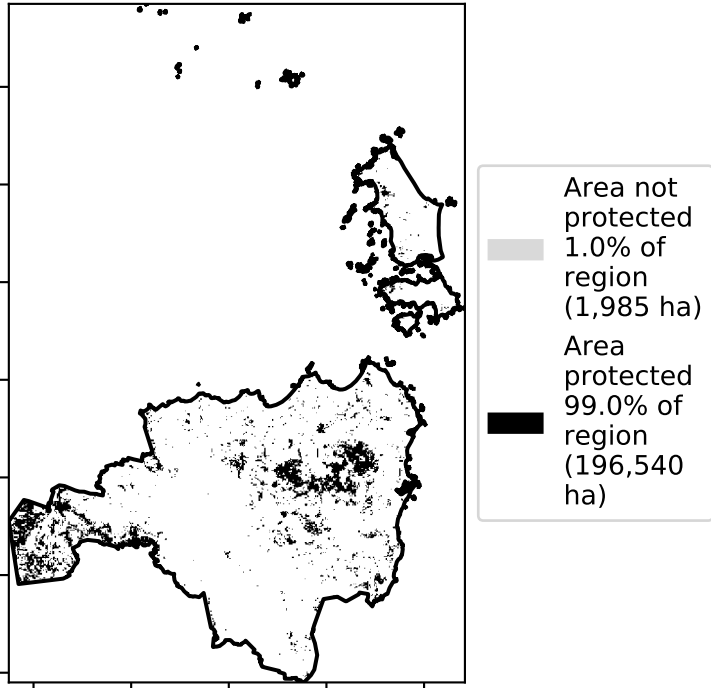 Area not
protected
1.0% of
region
(1,985 ha)
Area
protected
99.0% of
region
(196,540
ha)